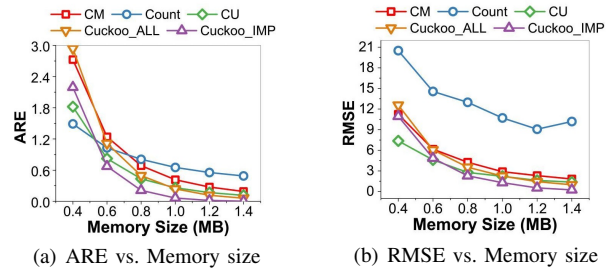 CM Count CU
Cuckoo_ALL Cuckoo_IMP
3.0
2.4
1.8
1.2
0.6
0.0
ARE
0.4 0.6 0.8 1.0 1.2 1.4
Memory Size (MB)
(a) ARE vs. Memory size
CM Count CU
Cuckoo_ALL Cuckoo_IMP
21
18
15
12
9
6
3
0
RMSE
0.4 0.6 0.8 1.0 1.2 1.4
Memory Size (MB)
(b) RMSE vs. Memory size